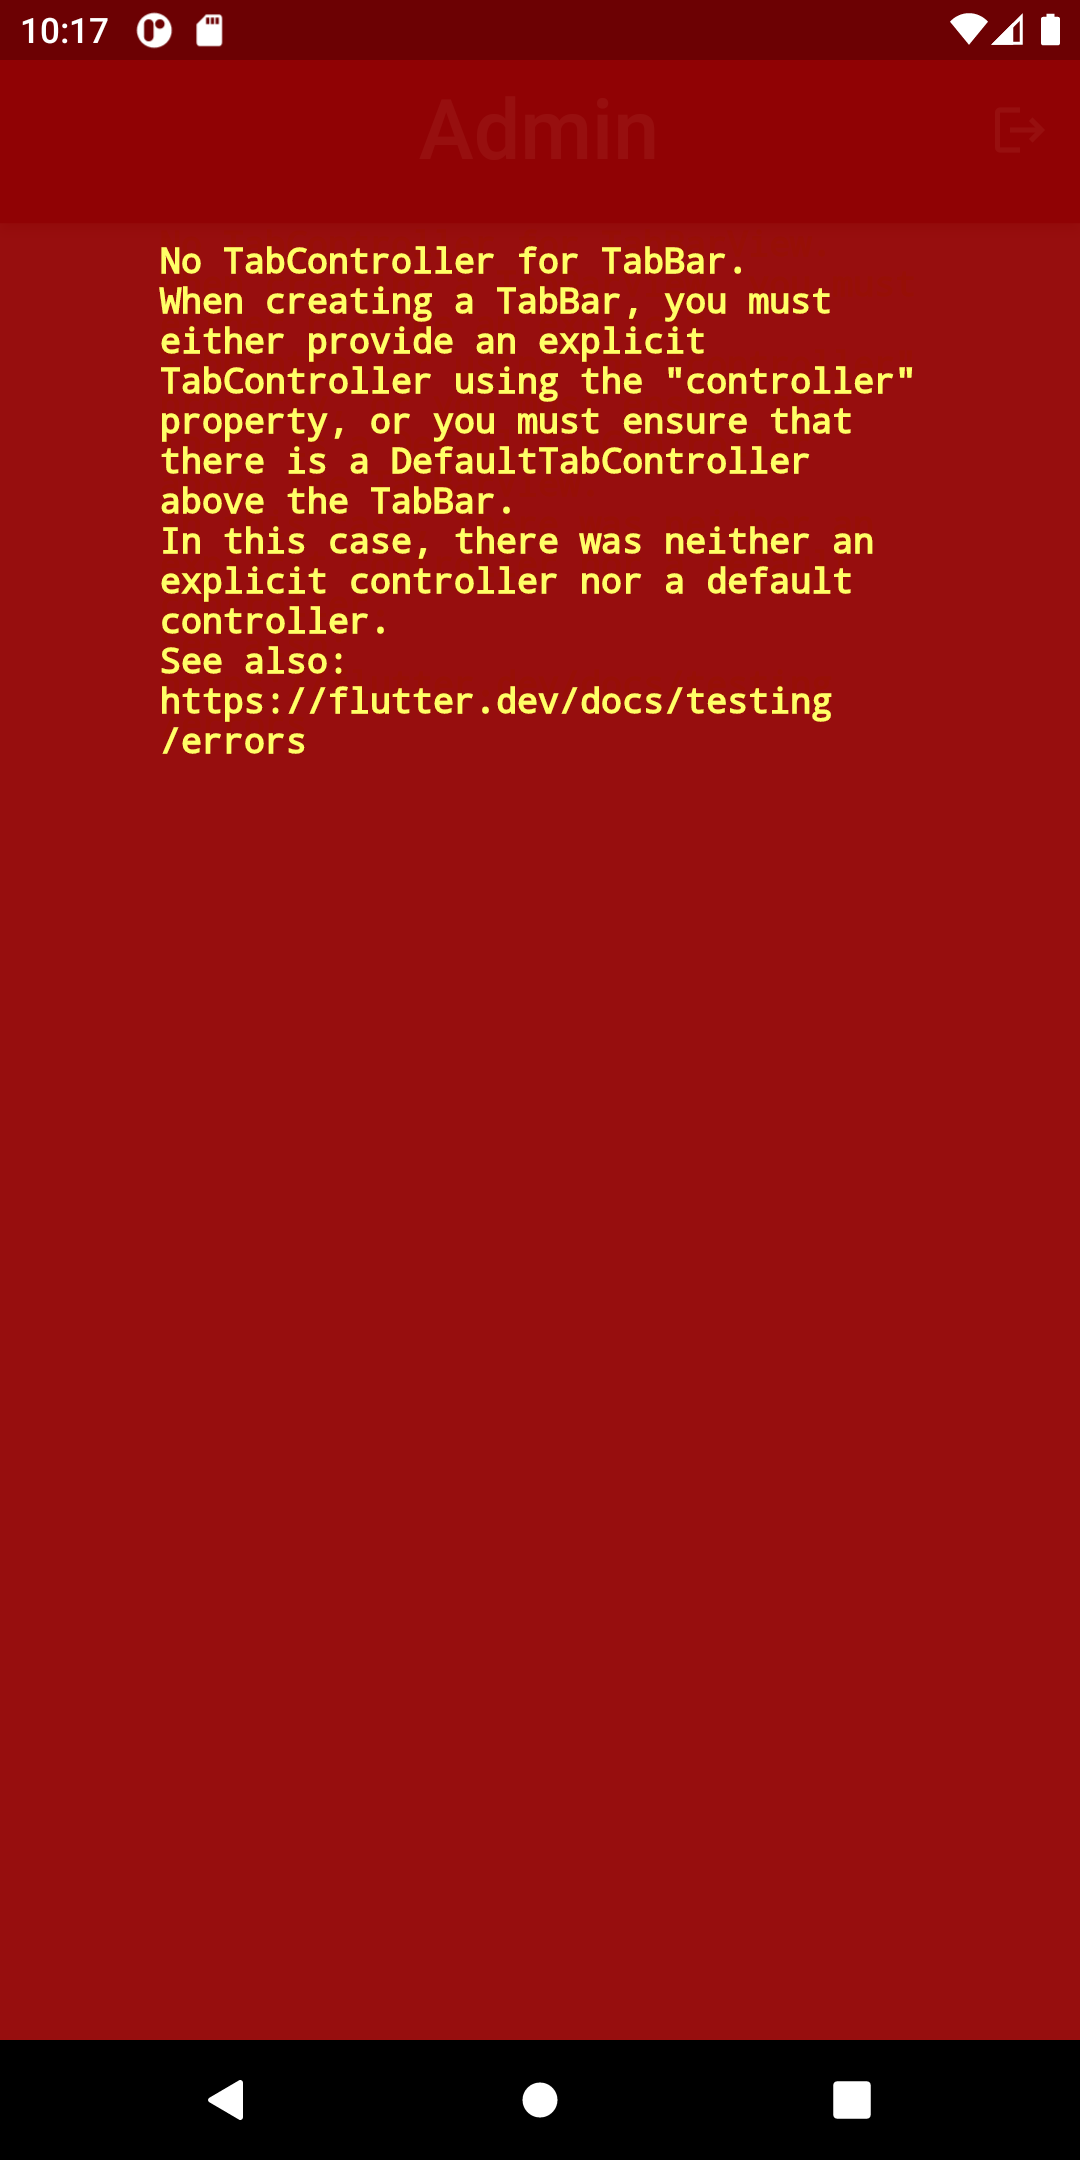 10:17
Admin
No TabController for TabBar.
When creating a TabBar, you must
either provide an explicit
TabController using the "controller"
property, or you must ensure that
there is a DefaultTabController
above the TabBar.
In this case, there was neither an
explicit controller nor a default
controller.
See also:
https://flutter.dev/docs/testing
/errors